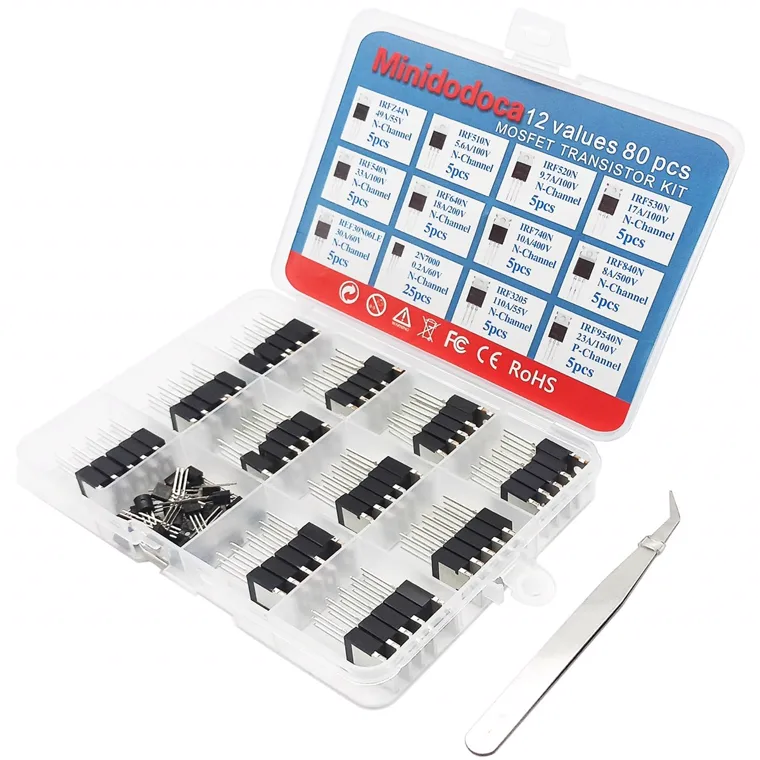 Minidodoca
12 values 80 pcs
MOSFET TRANSISTOR KIT
IRFZ44N
49A/55V
N-Channel
5pcs
IRF510N
5.6A/100V
N-Channel
5pcs
IRF520N
9.7A/100V
N-Channel
5pcs
IRF530N
17A/100V
N-Channel
5pcs
IRF540N
33A/100V
N-Channel
5pcs
IRF640N
18A/200V
N-Channel
5pcs
IRF740N
10A/400V
N-Channel
5pcs
IRF840N
8A/500V
N-Channel
5pcs
REF30N06LE
30A/60V
N-Channel
5pcs
2N7000
0.2A/60V
N-Channel
25pcs
IRF3205
110A/55V
N-Channel
5pcs
IRF9540N
23A/100V
P-Channel
5pcs
FC CE RoHS